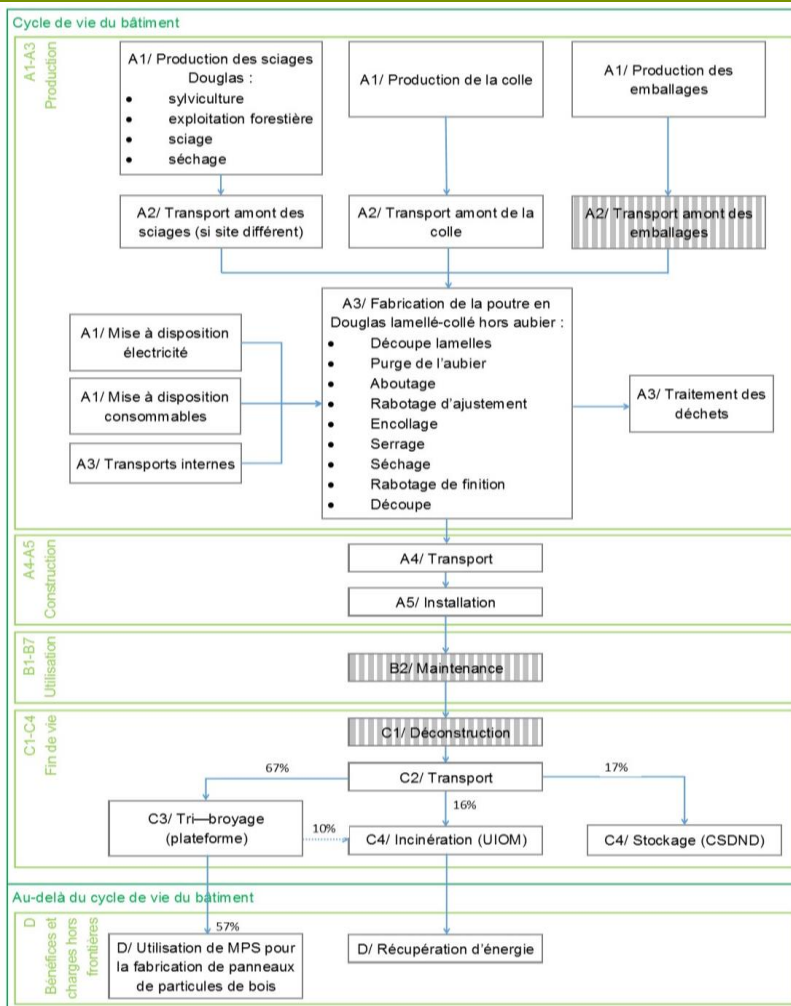 Cycle de vie du bâtiment
A1-A3
Production
A1/ Production des sciages
Douglas :
• sylviculture
• exploitation forestière
• sciage
• séchage
A1/ Production de la colle
A1/ Production des
emballages
A2/ Transport amont des
sciages (si site différent)
A2/ Transport amont de la
colle
A2/ Transport amont des
emballages
A1/ Mise à disposition
électricité
A1/ Mise à disposition
consommables
A3/ Transports internes
A3/ Fabrication de la poutre en
Douglas lamellé-collé hors aubier :
• Découpe lamelles
• Purge de l'aubier
• Aboutage
• Rabotage d'ajustement
• Encollage
• Serrage
• Séchage
• Rabotage de finition
• Découpe
A3/ Traitement des
déchets
A4-A5
Construction
A4/ Transport
A5/ Installation
B1-B7
Utilisation
B2/ Maintenance
C1-C4
Fin de vie
C1/ Déconstruction
C2/ Transport
67%
16%
17%
C3/ Tri—broyage
(plateforme)
10%
C4/ Incinération (UIOM)
C4/ Stockage (CSDND)
Au-delà du cycle de vie du bâtiment
D
Bénéfices et
charges hors
frontières
57%
D/ Utilisation de MPS pour
la fabrication de panneaux
de particules de bois
D/ Récupération d'énergie